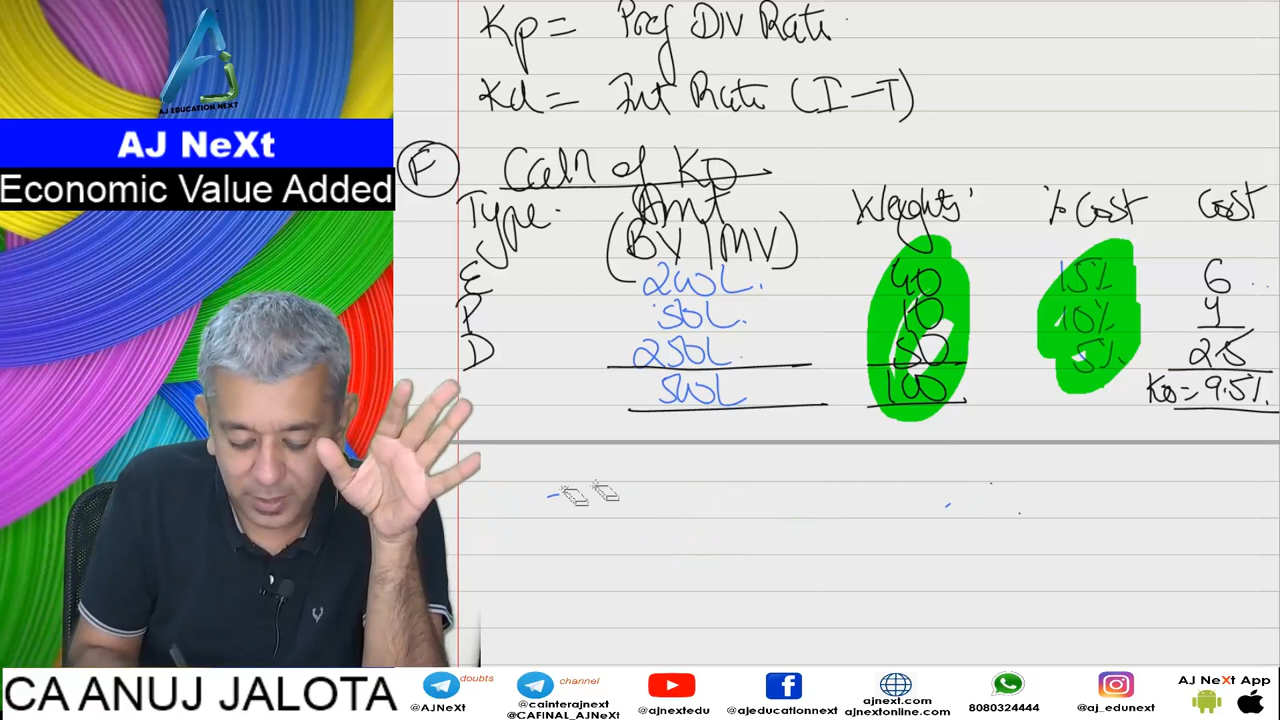 Kp = Pref Div Rate
Kd = Int Rate (I-T)
AJ EDUCATION NEXT
AJ NeXt
Economic Value Added
F Caln of Ko
Type Amt Weights % Cost Cost
(BV / MV)
E 200L 40 15% 6
P 50L 10 10% 1
D 250L 50 5% 2.5
500L 100 Ko = 9.5%
CA ANUJ JALOTA
doubts
@AJNeXt
channel
@cainterajnext
@CAFINAL_AJNeXt
@ajnextedu
@ajeducationnext
ajnext.com
ajnextonline.com
8080324444
@aj_edunext
AJ NeXt App